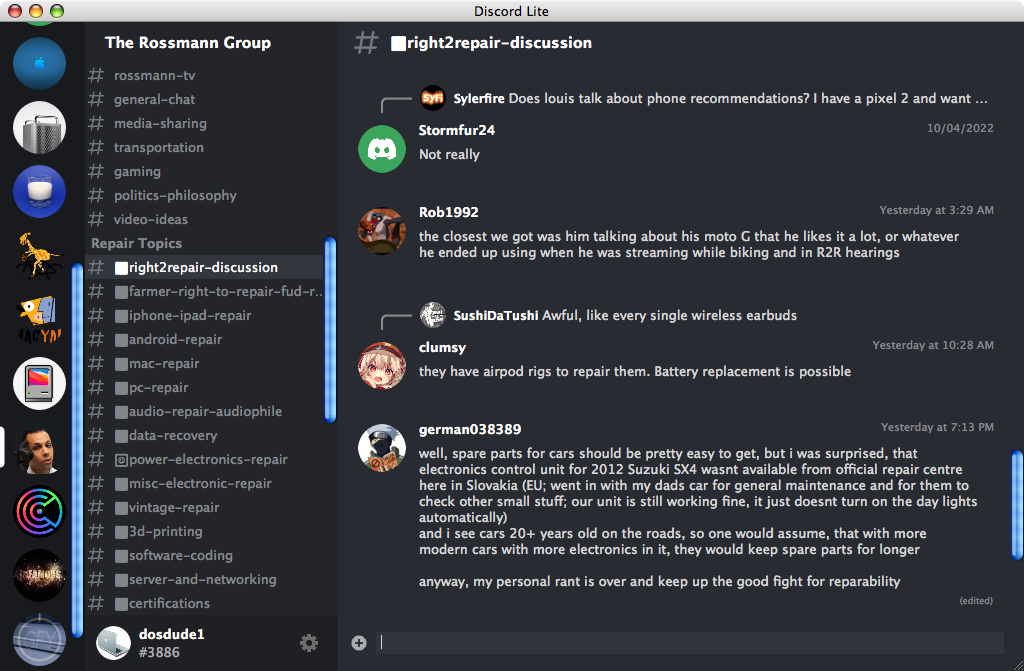 Discord Lite
The Rossmann Group
# rossmann-tv
# general-chat
# media-sharing
# transportation
# gaming
# politics-philosophy
# video-ideas
Repair Topics
# right2repair-discussion
# farmer-right-to-repair-fud-r..
# iphone-ipad-repair
# android-repair
# mac-repair
# pc-repair
# audio-repair-audiophile
# data-recovery
# power-electronics-repair
# misc-electronic-repair
# vintage-repair
# 3d-printing
# software-coding
# server-and-networking
# certifications
dosdude1
#3886
# right2repair-discussion
SyFi
Sylerfire Does louis talk about phone recommendations? I have a pixel 2 and want ...
Stormfur24
10/04/2022
Not really
Rob1992
Yesterday at 3:29 AM
the closest we got was him talking about his moto G that he likes it a lot, or whatever
he ended up using when he was streaming while biking and in R2R hearings
SushiDaTushi Awful, like every single wireless earbuds
clumsy
Yesterday at 10:28 AM
they have airpod rigs to repair them. Battery replacement is possible
german038389
Yesterday at 7:13 PM
well, spare parts for cars should be pretty easy to get, but i was surprised, that
electronics control unit for 2012 Suzuki SX4 wasnt available from official repair centre
here in Slovakia (EU; went in with my dads car for general maintenance and for them to
check other small stuff; our unit is still working fine, it just doesnt turn on the day lights
automatically)
and i see cars 20+ years old on the roads, so one would assume, that with more
modern cars with more electronics in it, they would keep spare parts for longer
anyway, my personal rant is over and keep up the good fight for reparability
(edited)